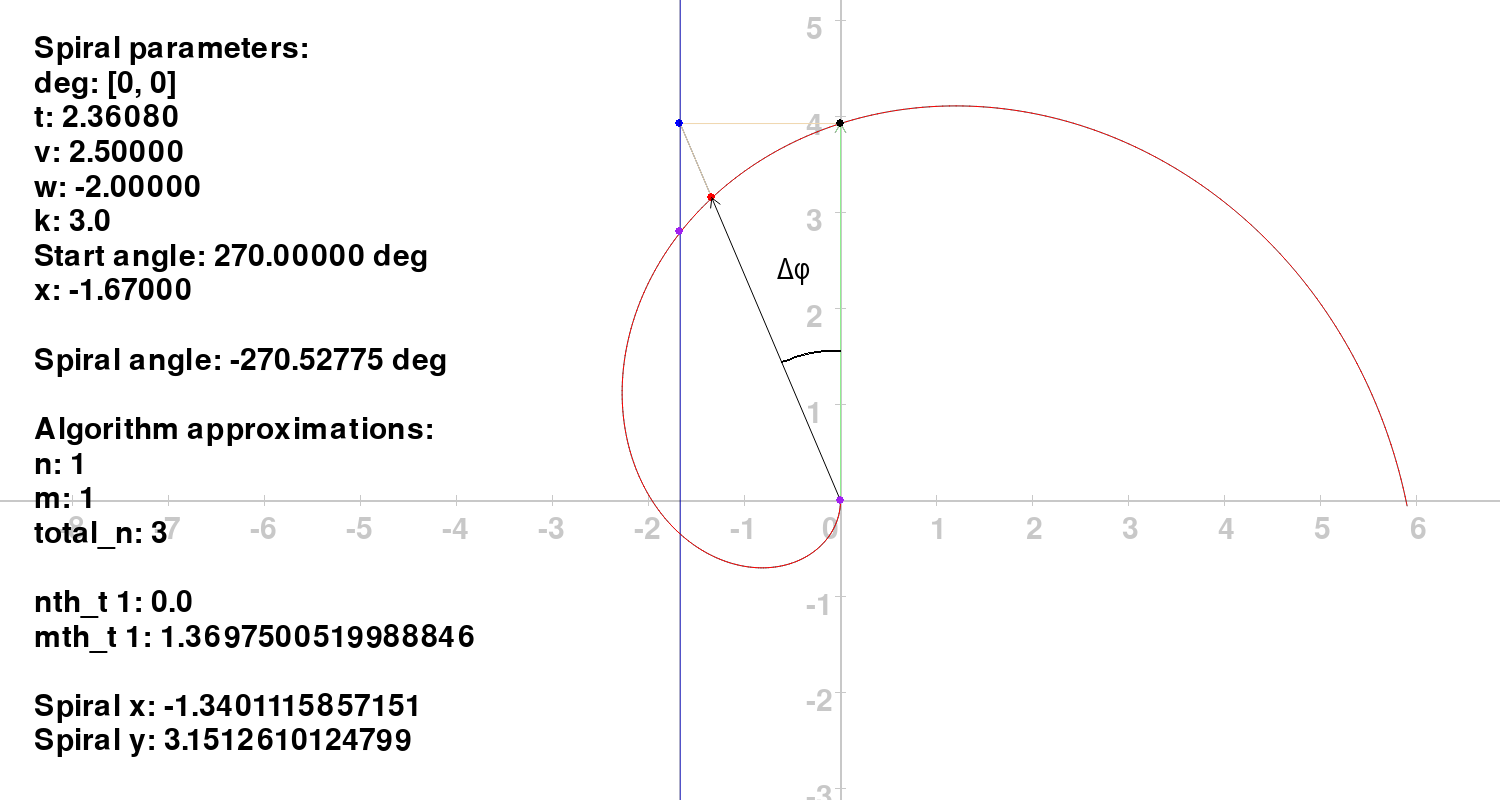 Spiral parameters:
deg: [0, 0]
t: 2.36080
v: 2.50000
w: -2.00000
k: 3.0
Start angle: 270.00000 deg
x: -1.67000
Spiral angle: -270.52775 deg
Algorithm approximations:
n: 1
m: 1
total_n: 3
nth_t 1: 0.0
mth_t 1: 1.3697500519988846
Spiral x: -1.3401115857151
Spiral y: 3.1512610124799
5
4
3
2
1
Δφ
-8 -7 -6 -5 -4 -3 -2 -1 0 1 2 3 4 5 6
-1
-2
-3